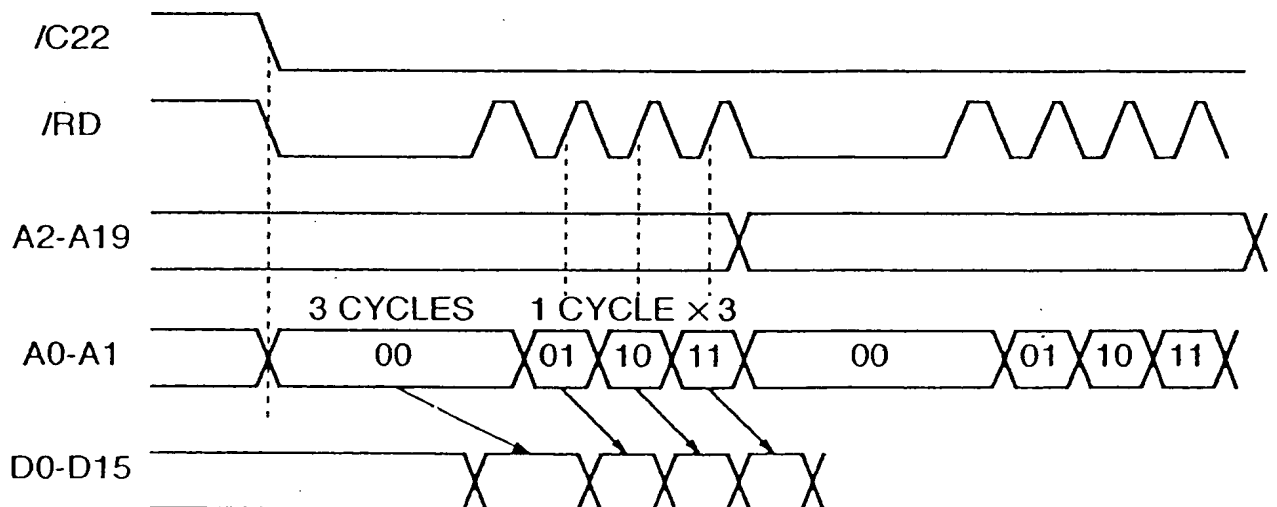 /C22
/RD
A2-A19
3 CYCLES 1 CYCLE × 3
A0-A1 00 01 10 11 00 01 10 11
D0-D15